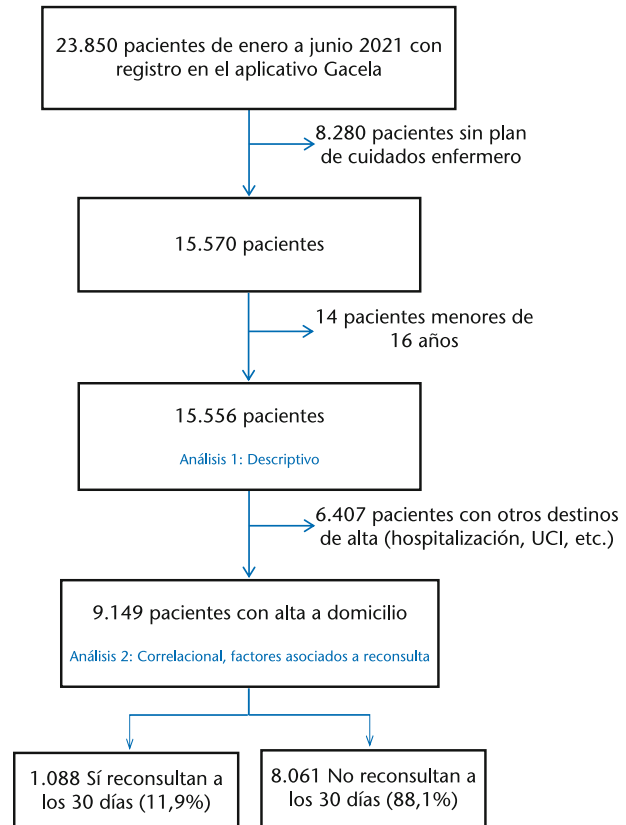 23.850 pacientes de enero a junio 2021 con
registro en el aplicativo Gacela
8.280 pacientes sin plan
de cuidados enfermero
15.570 pacientes
14 pacientes menores de
16 años
15.556 pacientes
Análisis 1: Descriptivo
6.407 pacientes con otros destinos
de alta (hospitalización, UCI, etc.)
9.149 pacientes con alta a domicilio
Análisis 2: Correlacional, factores asociados a reconsulta
1.088 Sí reconsultan a
los 30 días (11,9%)
8.061 No reconsultan a
los 30 días (88,1%)